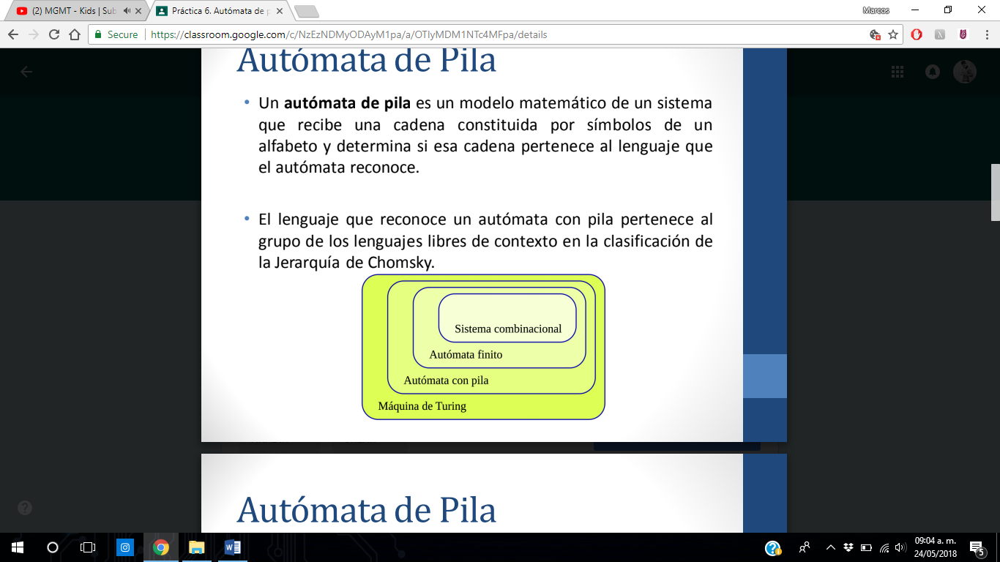 (2) MGMT - Kids | Sub
Práctica 6. Autómata de p
Marcos
Secure
https://classroom.google.com/c/NzEzNDMyODAyM1pa/a/OTIyMDM1NTc4MFpa/details
Autómata de Pila
• Un autómata de pila es un modelo matemático de un sistema
que recibe una cadena constituida por símbolos de un
alfabeto y determina si esa cadena pertenece al lenguaje que
el autómata reconoce.
• El lenguaje que reconoce un autómata con pila pertenece al
grupo de los lenguajes libres de contexto en la clasificación de
la Jerarquía de Chomsky.
Sistema combinacional
Autómata finito
Autómata con pila
Máquina de Turing
Autómata de Pila
09:04 a. m.
24/05/2018
5